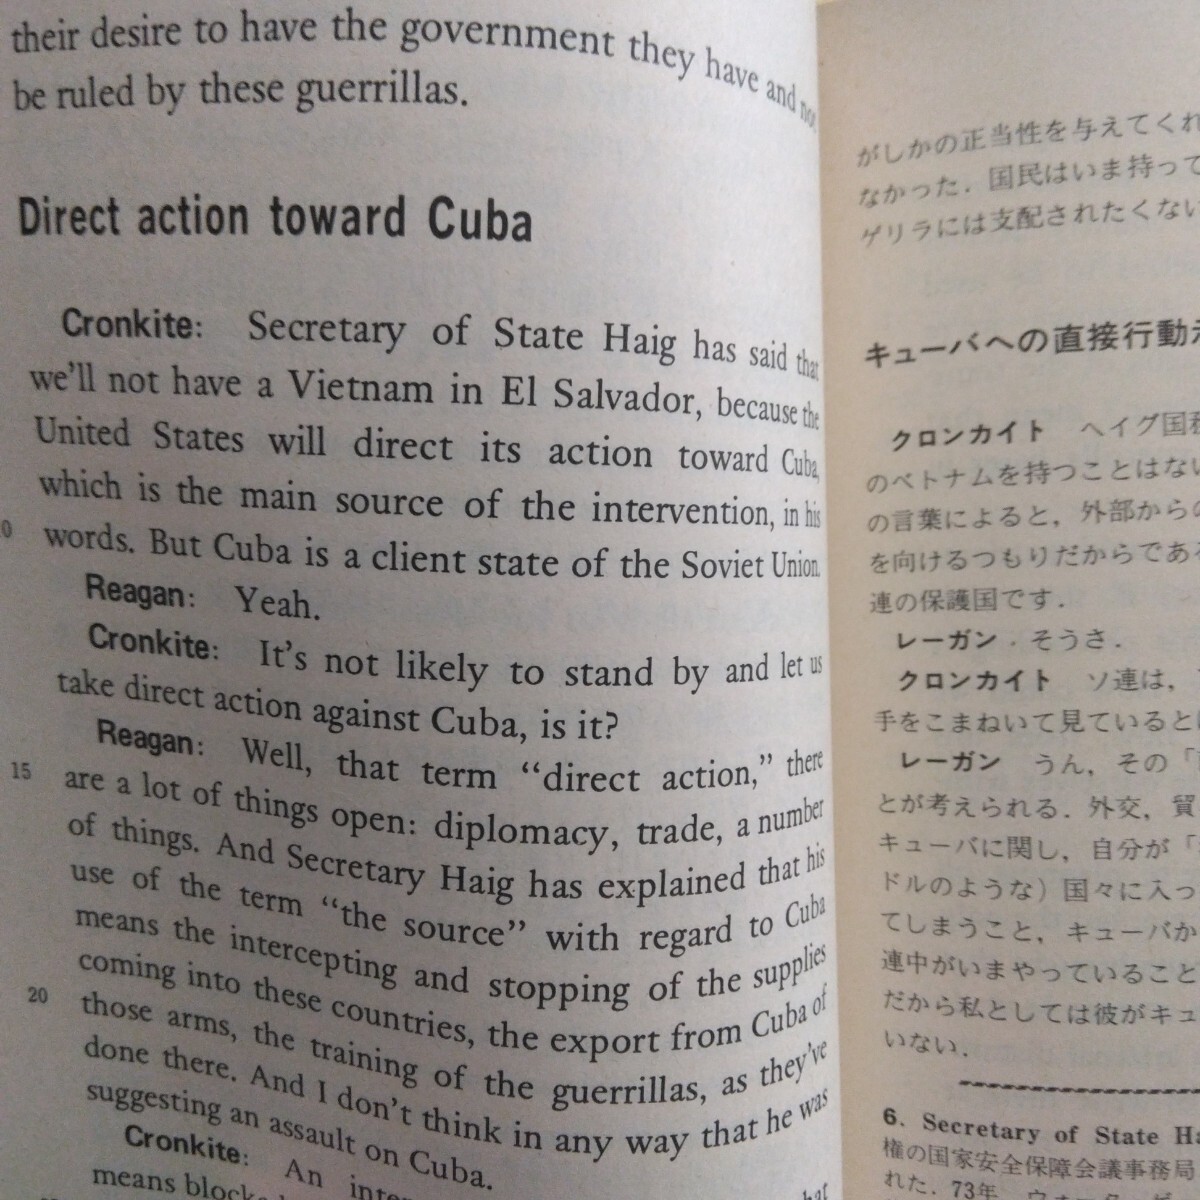 their desire to have the government they have and not
be ruled by these guerrillas.
Direct action toward Cuba
Cronkite: Secretary of State Haig has said that
we'll not have a Vietnam in El Salvador, because the
United States will direct its action toward Cuba,
which is the main source of the intervention, in his
words. But Cuba is a client state of the Soviet Union.
Reagan: Yeah.
Cronkite: It's not likely to stand by and let us
take direct action against Cuba, is it?
Reagan: Well, that term “direct action,” there
15 are a lot of things open: diplomacy, trade, a number
of things. And Secretary Haig has explained that his
use of the term “the source” with regard to Cuba
means the intercepting and stopping of the supplies
coming into these countries, the export from Cuba of
20 those arms, the training of the guerrillas, as they've
done there. And I don't think in any way that he was
suggesting an assault on Cuba.
Cronkite: An
means
がしかの正当性を与えてくれ
なかった．国民はいま持って
ゲリラには支配されたくない
キューバへの直接行動
クロンカイト ヘイグ国務
のベトナムを持つことはない
の言葉によると，外部からの
を向けるつもりだからである
連の保護国です．
レーガン そうさ．
クロンカイト ソ連は，
手をこまねいて見ていると
レーガン うん，その「
とが考えられる．外交，貿
キューバに関し，自分が「
ドルのような）国々に入っ
てしまうこと，キューバか
連中がいまやっていること
だから私としては彼がキュ
いない．
6. Secretary of State Ha
権の国家安全保障会議事務局
れた．73年